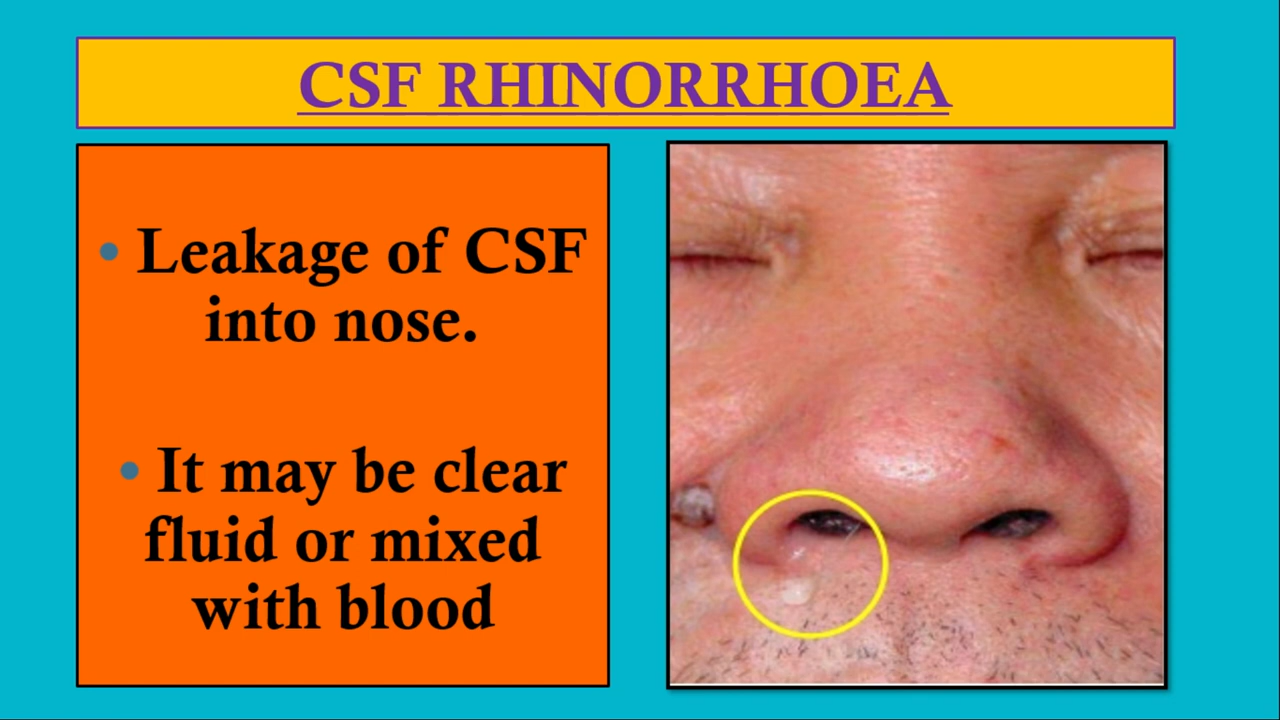 CSF RHINORRHOEA
• Leakage of CSF
into nose.
• It may be clear
fluid or mixed
with blood